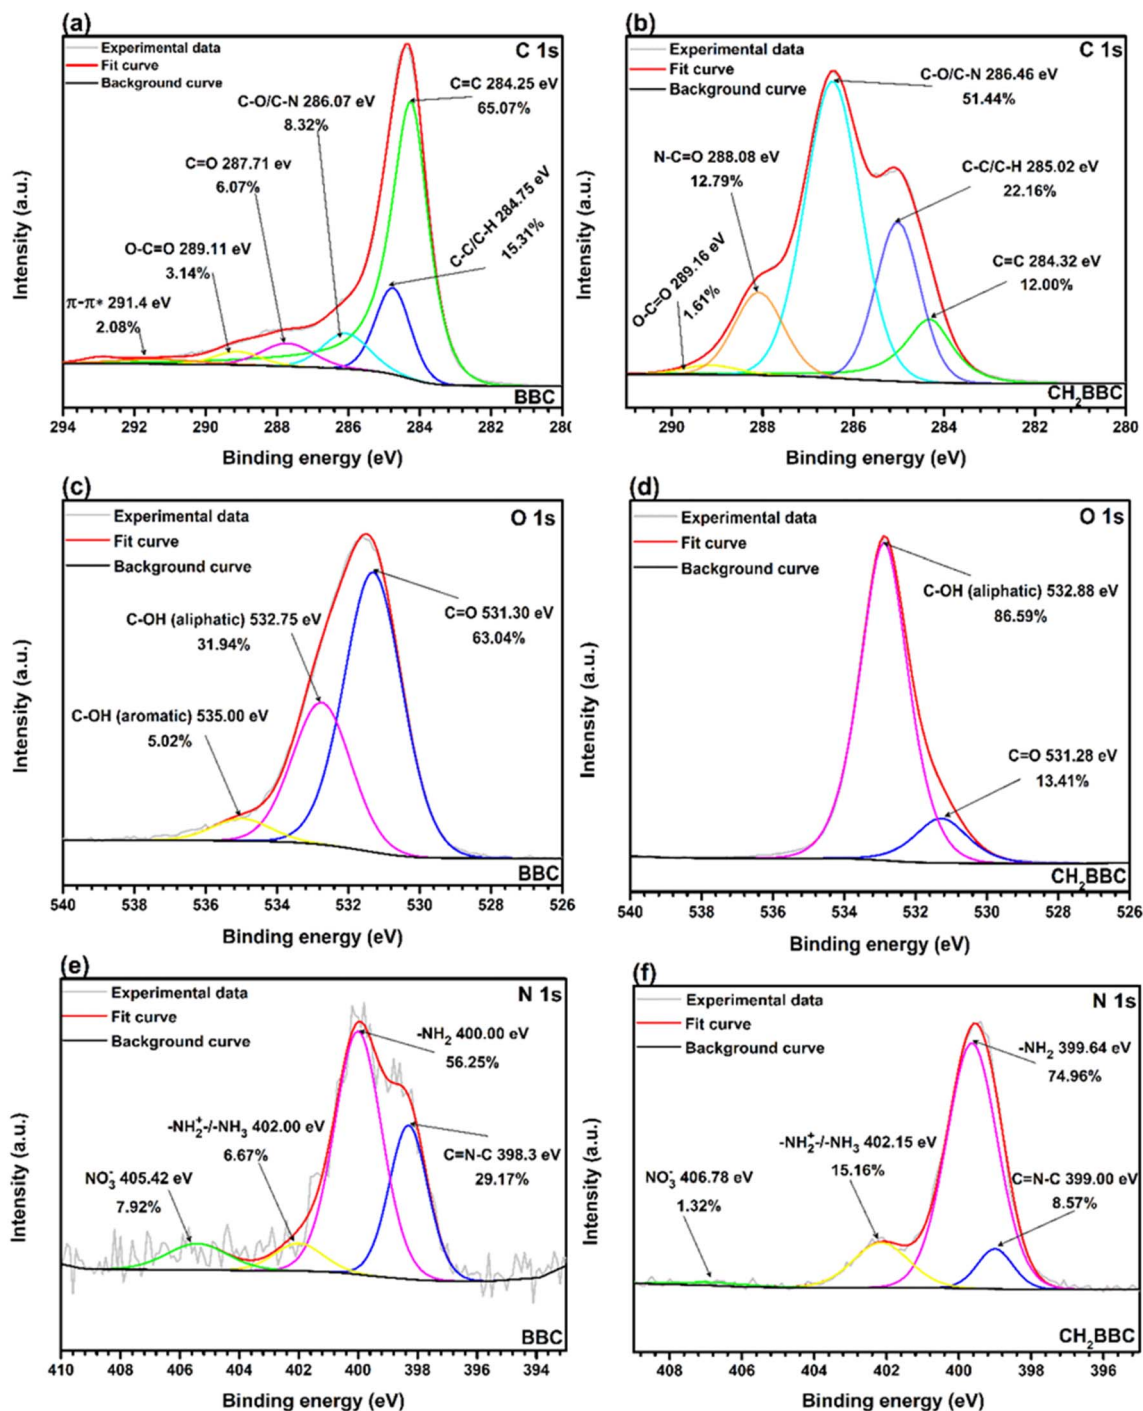 (a)
Experimental data
Fit curve
Background curve
C 1s
C=C 284.25 eV
65.07%
C-O/C-N 286.07 eV
8.32%
C=O 287.71 ev
6.07%
O-C=O 289.11 eV
3.14%
π-π* 291.4 eV
2.08%
C-C/C-H 284.75 eV
15.31%
BBC
294 292 290 288 286 284 282 280
Binding energy (eV)
Intensity (a.u.)
(b)
Experimental data
Fit curve
Background curve
C 1s
C-O/C-N 286.46 eV
51.44%
N-C=O 288.08 eV
12.79%
C-C/C-H 285.02 eV
22.16%
O-C=O 289.16 eV
1.61%
C=C 284.32 eV
12.00%
CH₂BBC
290 288 286 284 282 280
Binding energy (eV)
Intensity (a.u.)
(c)
Experimental data
Fit curve
Background curve
O 1s
C-OH (aliphatic) 532.75 eV
31.94%
C=O 531.30 eV
63.04%
C-OH (aromatic) 535.00 eV
5.02%
BBC
540 538 536 534 532 530 528 526
Binding energy (eV)
Intensity (a.u.)
(d)
Experimental data
Fit curve
Background curve
O 1s
C-OH (aliphatic) 532.88 eV
86.59%
C=O 531.28 eV
13.41%
CH₂BBC
540 538 536 534 532 530 528 526
Binding energy (eV)
Intensity (a.u.)
(e)
Experimental data
Fit curve
Background curve
N 1s
-NH₂ 400.00 eV
56.25%
-NH₂⁺-/-NH₃ 402.00 eV
6.67%
C=N-C 398.3 eV
29.17%
NO₃⁻ 405.42 eV
7.92%
BBC
410 408 406 404 402 400 398 396 394
Binding energy (eV)
Intensity (a.u.)
(f)
Experimental data
Fit curve
Background curve
N 1s
-NH₂ 399.64 eV
74.96%
-NH₂⁺-/-NH₃ 402.15 eV
15.16%
NO₃⁻ 406.78 eV
1.32%
C=N-C 399.00 eV
8.57%
CH₂BBC
408 406 404 402 400 398 396
Binding energy (eV)
Intensity (a.u.)